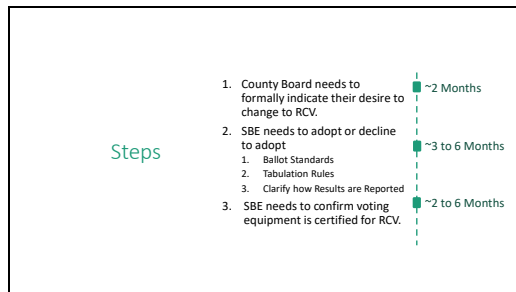 Steps
1. County Board needs to
formally indicate their desire to
change to RCV.
2. SBE needs to adopt or decline
to adopt
1. Ballot Standards
2. Tabulation Rules
3. Clarify how Results are Reported
3. SBE needs to confirm voting
equipment is certified for RCV.
~2 Months
~3 to 6 Months
~2 to 6 Months